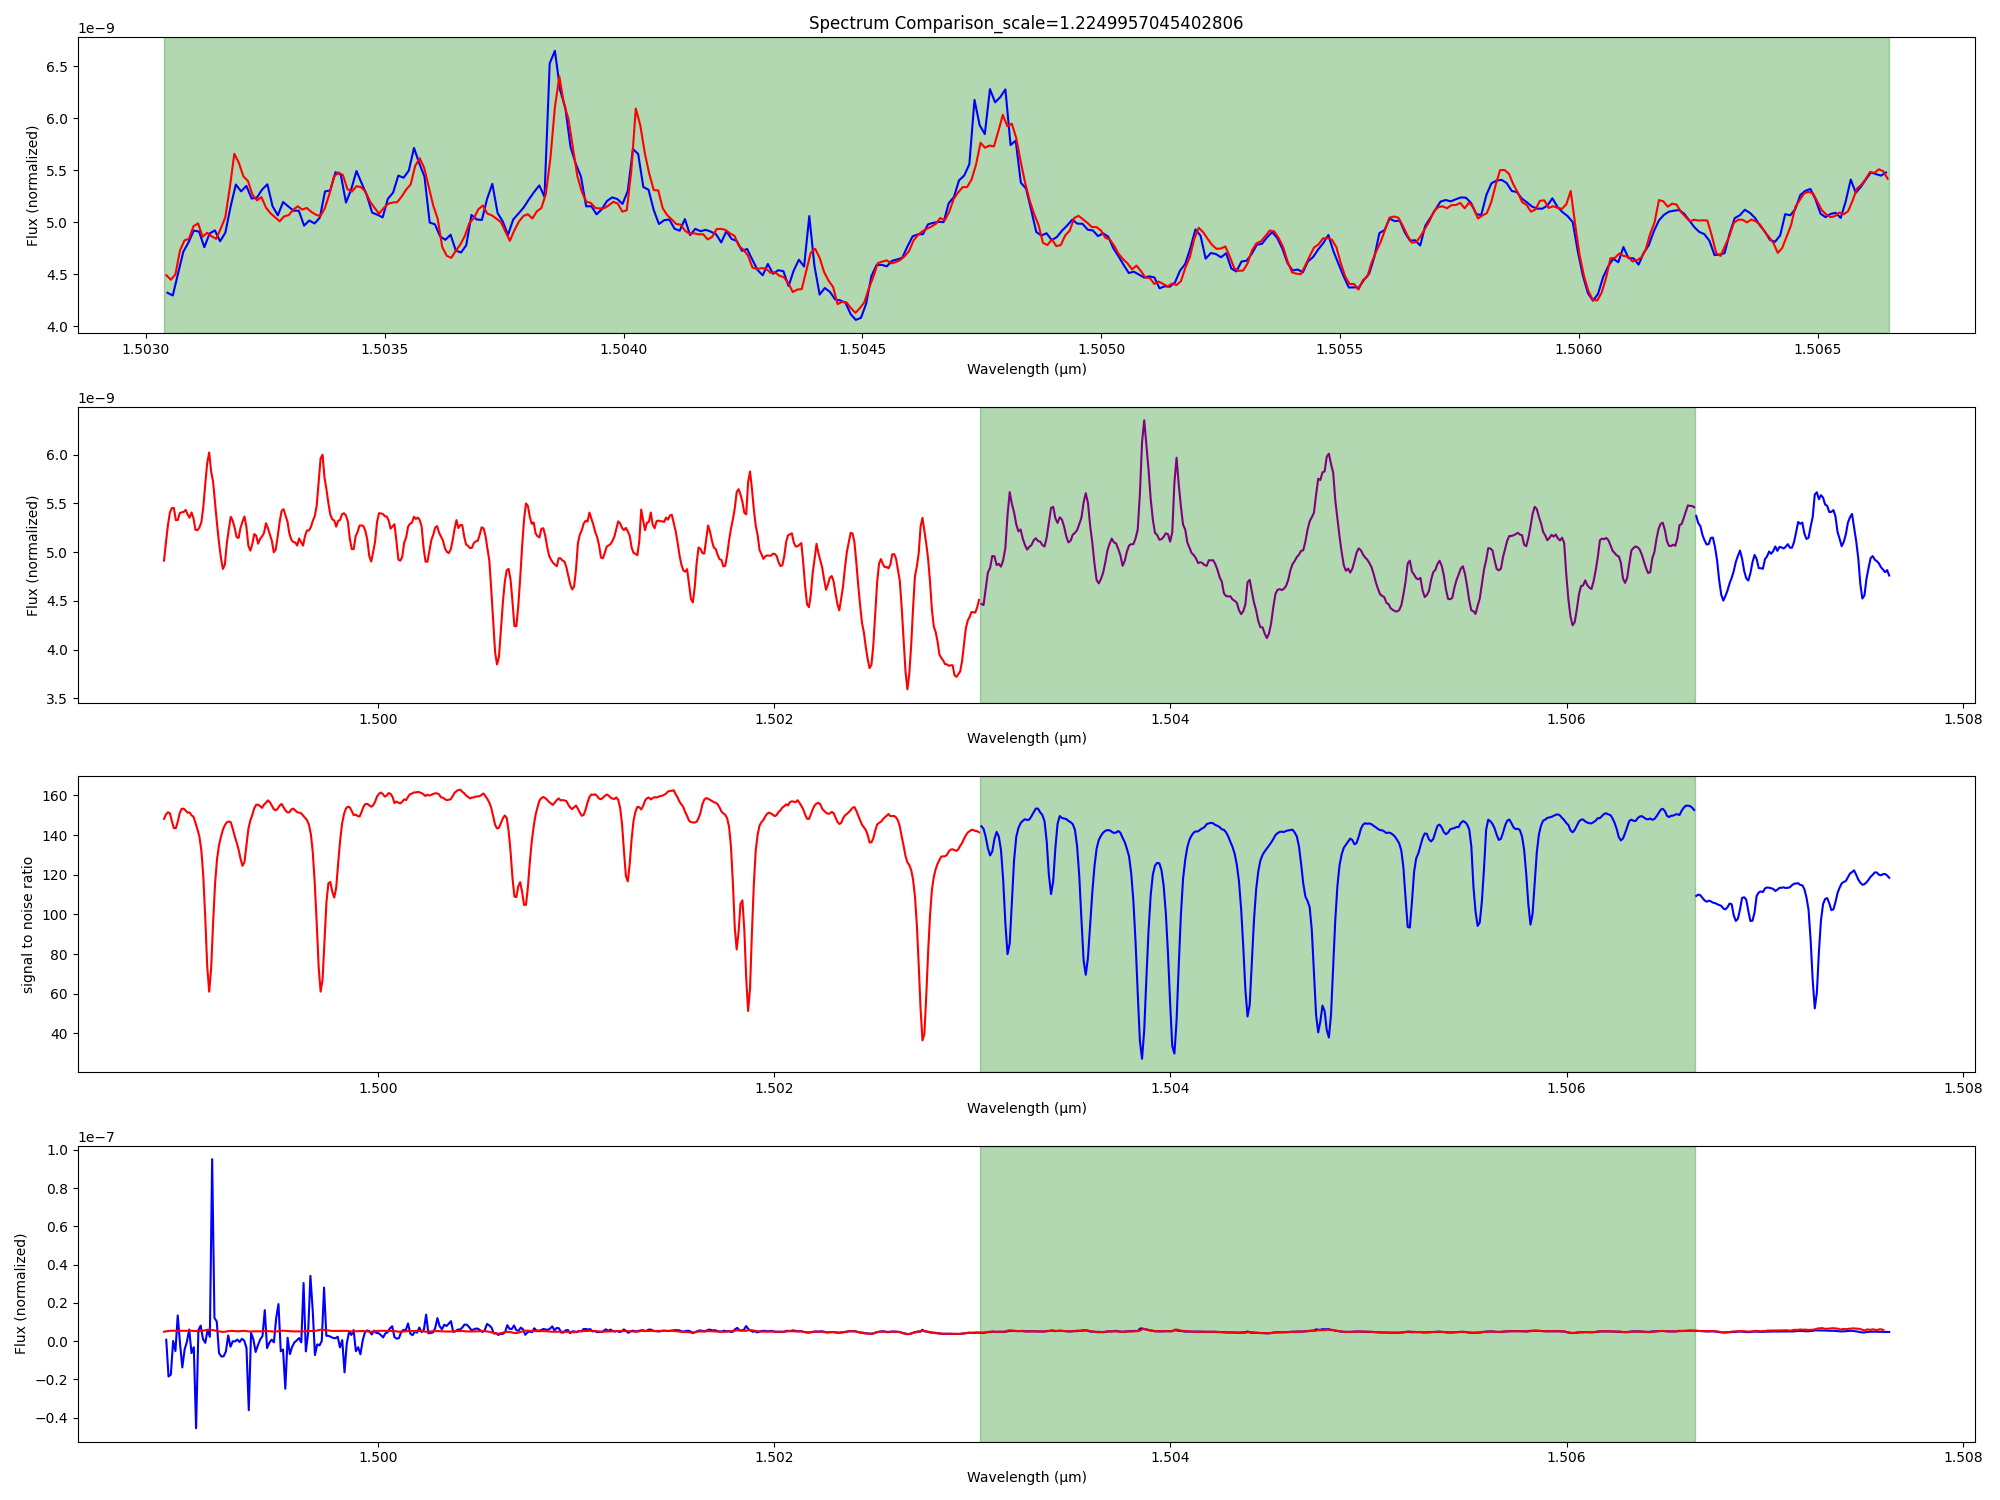 Spectrum Comparison_scale=1.2249957045402806
1e−9
6.5
6.0
5.5
5.0
4.5
4.0
Flux (normalized)
1.5030 1.5035 1.5040 1.5045 1.5050 1.5055 1.5060 1.5065
Wavelength (μm)
1e−9
6.0
5.5
5.0
4.5
4.0
3.5
Flux (normalized)
1.500 1.502 1.504 1.506 1.508
Wavelength (μm)
160
140
120
100
80
60
40
signal to noise ratio
1.500 1.502 1.504 1.506 1.508
Wavelength (μm)
1e−7
1.0
0.8
0.6
0.4
0.2
0.0
−0.2
−0.4
Flux (normalized)
1.500 1.502 1.504 1.506 1.508
Wavelength (μm)